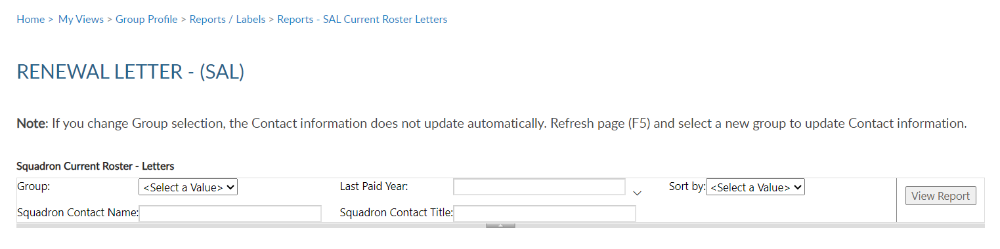 Home > My Views > Group Profile > Reports / Labels > Reports - SAL Current Roster Letters
RENEWAL LETTER - (SAL)
Note: If you change Group selection, the Contact information does not update automatically. Refresh page (F5) and select a new group to update Contact information.
Squadron Current Roster - Letters
Group: <Select a Value> Last Paid Year: Sort by: <Select a Value> View Report
Squadron Contact Name: Squadron Contact Title: